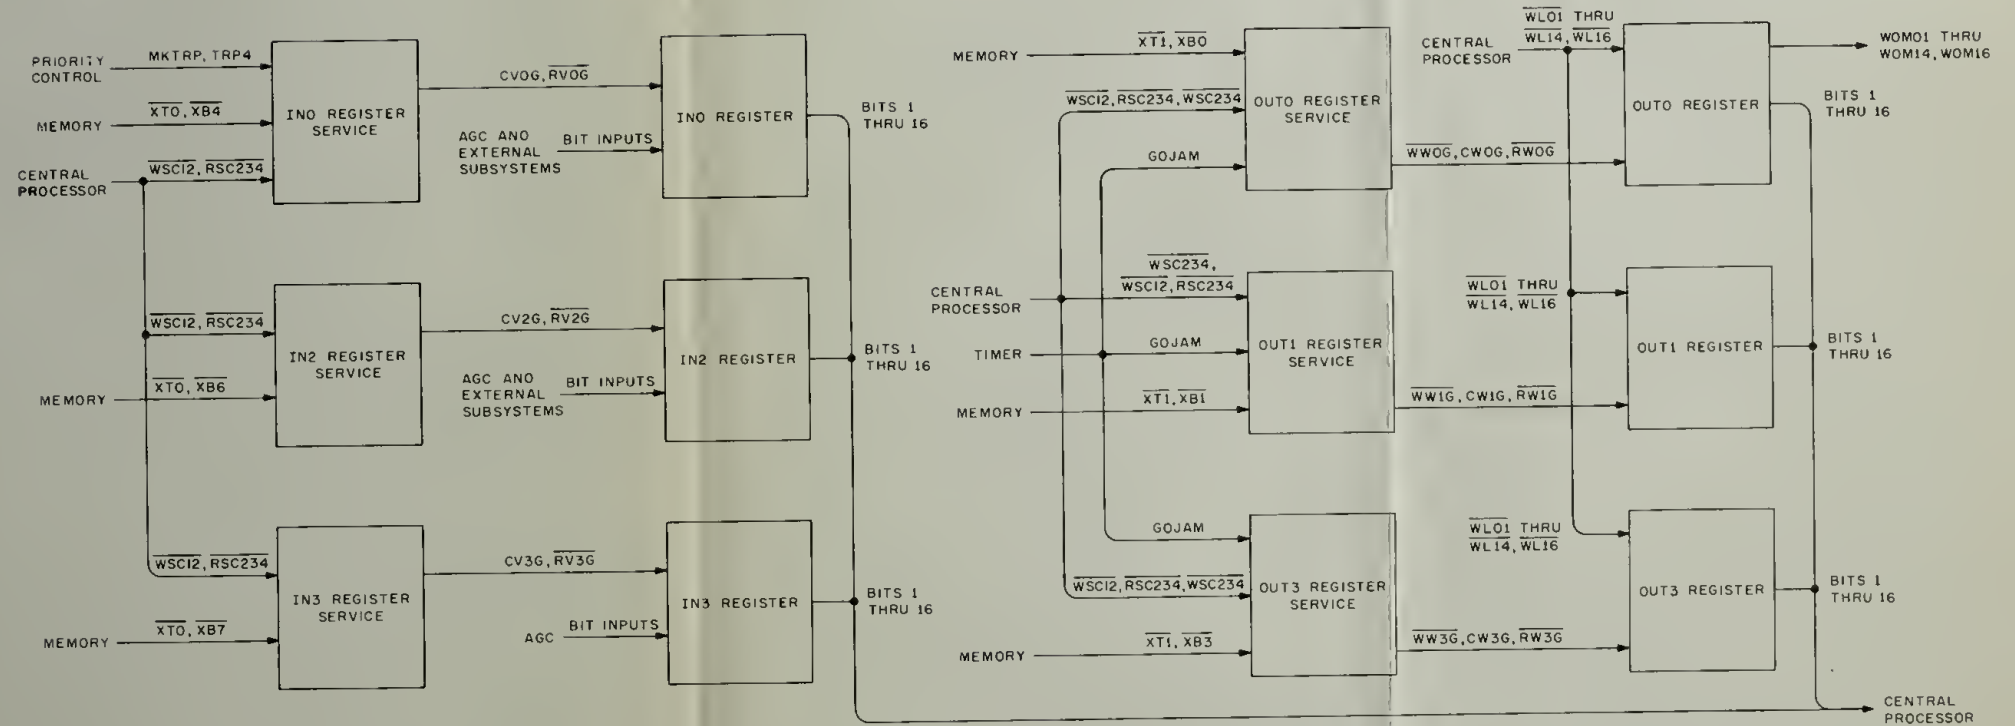 PRIORITY
CONTROL
MKTRP, TRP4
MEMORY
XT0, XB4
CENTRAL
PROCESSOR
WSC12, RSC234
IN0 REGISTER
SERVICE
CV0G, RV0G
AGC AND
EXTERNAL
SUBSYSTEMS
BIT INPUTS
IN0 REGISTER
BITS 1
THRU 16
WSC12, RSC234
MEMORY
XT0, XB6
IN2 REGISTER
SERVICE
CV2G, RV2G
AGC AND
EXTERNAL
SUBSYSTEMS
BIT INPUTS
IN2 REGISTER
BITS 1
THRU 16
WSC12, RSC234
MEMORY
XT0, XB7
IN3 REGISTER
SERVICE
CV3G, RV3G
AGC
BIT INPUTS
IN3 REGISTER
BITS 1
THRU 16
MEMORY
XT1, XB0
WSC12, RSC234, WSC234
GOJAM
OUT0 REGISTER
SERVICE
WW0G, CW0G, RW0G
CENTRAL
PROCESSOR
WL01 THRU
WL14, WL16
OUT0 REGISTER
WOM01 THRU
WOM14, WOM16
BITS 1
THRU 16
CENTRAL
PROCESSOR
WSC234,
WSC12, RSC234
TIMER
GOJAM
MEMORY
XT1, XB1
OUT1 REGISTER
SERVICE
WW1G, CW1G, RW1G
WL01 THRU
WL14, WL16
OUT1 REGISTER
BITS 1
THRU 16
GOJAM
WSC12, RSC234, WSC234
MEMORY
XT1, XB3
OUT3 REGISTER
SERVICE
WW3G, CW3G, RW3G
WL01 THRU
WL14, WL16
OUT3 REGISTER
BITS 1
THRU 16
CENTRAL
PROCESSOR